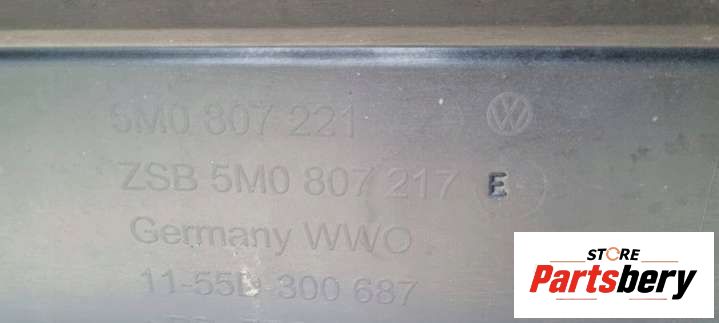 5M0 807 221
ZSB 5M0 807 217 E
Germany WWO
11-55D 300 687
STORE
Partsbery